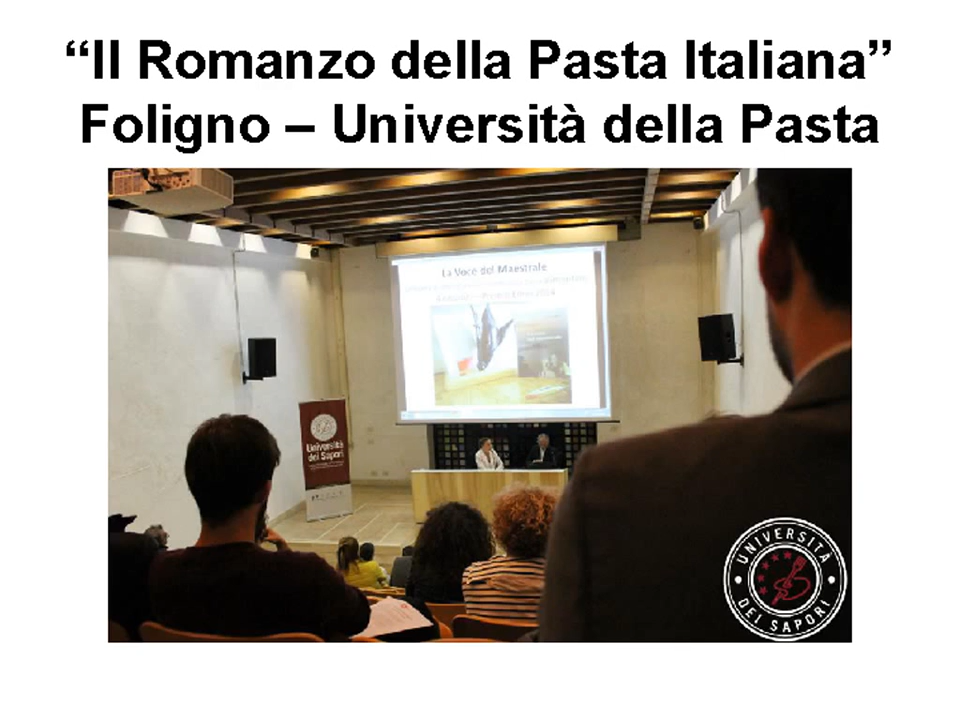 “Il Romanzo della Pasta Italiana”
Foligno – Università della Pasta
La Voce del Maestrale
Università
dei Sapori
UNIVERSITÀ
DEI SAPORI